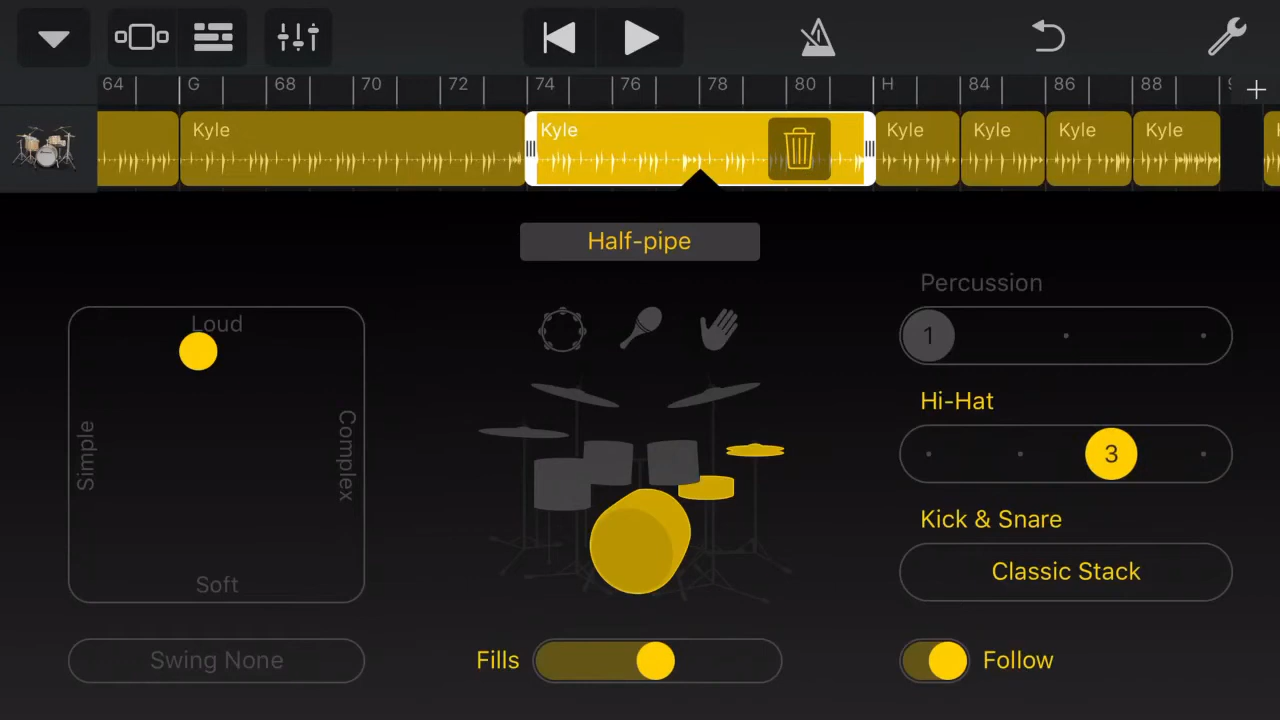 64 G 68 70 72 74 76 78 80 H 84 86 88
Kyle Kyle Kyle Kyle Kyle Kyle
Half-pipe
Percussion
Loud
1
Hi-Hat
Simple
Complex
3
Kick & Snare
Classic Stack
Soft
Swing None
Fills
Follow